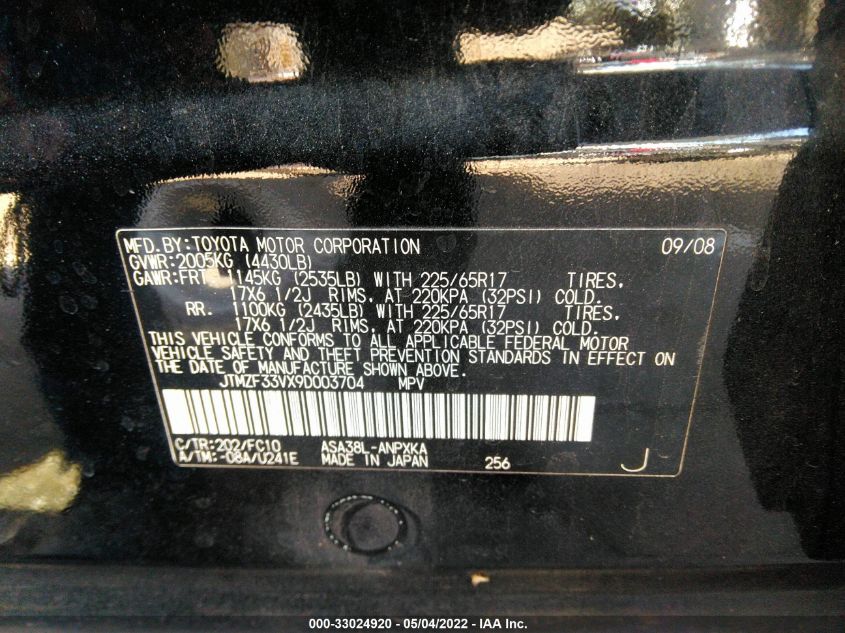 MFD.BY:TOYOTA MOTOR CORPORATION 09/08
GVWR:2005KG (4430LB)
GAWR:FRT. 1145KG (2535LB) WITH 225/65R17 TIRES,
17X6 1/2J RIMS, AT 220KPA (32PSI) COLD.
RR. 1100KG (2435LB) WITH 225/65R17 TIRES,
17X6 1/2J RIMS, AT 220KPA (32PSI) COLD.
THIS VEHICLE CONFORMS TO ALL APPLICABLE FEDERAL MOTOR
VEHICLE SAFETY AND THEFT PREVENTION STANDARDS IN EFFECT ON
THE DATE OF MANUFACTURE SHOWN ABOVE.
JTMZF33VX9D003704 MPV
C/TR:202/FC10 ASA38L-ANPXKA
A/TM:-08A/U241E MADE IN JAPAN 256 J
000-33024920 - 05/04/2022 - IAA Inc.